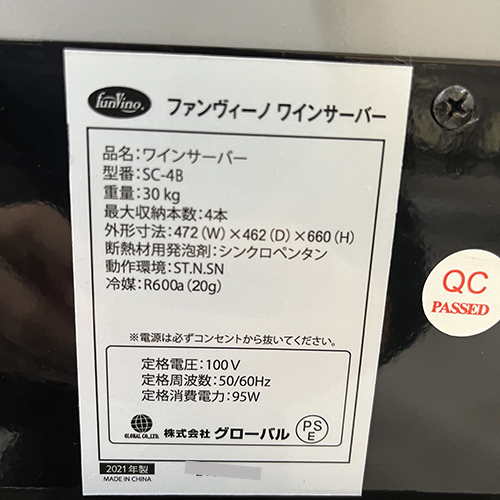 funVino.
ファンヴィーノ ワインサーバー
品名:ワインサーバー
型番:SC-4B
重量:30 kg
最大収納本数:4本
外形寸法:472 (W)×462 (D)×660 (H)
断熱材用発泡剤:シンクロペンタン
動作環境:ST.N.SN
冷媒:R600a (20g)
※電源は必ずコンセントから抜いてください。
定格電圧:100 V
定格周波数:50/60Hz
定格消費電力:95W
GLOBAL CO.,LTD.
株式会社 グローバル
PS
E
2021年製
MADE IN CHINA
QC
PASSED